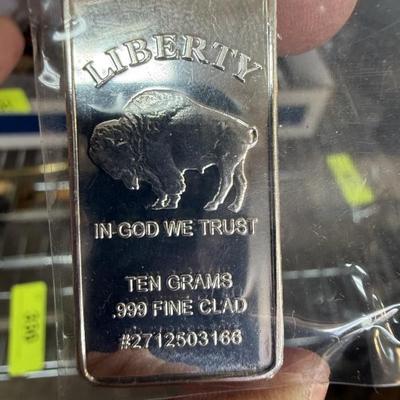 LIBERTY
IN GOD WE TRUST
TEN GRAMS
.999 FINE CLAD
#2712503166